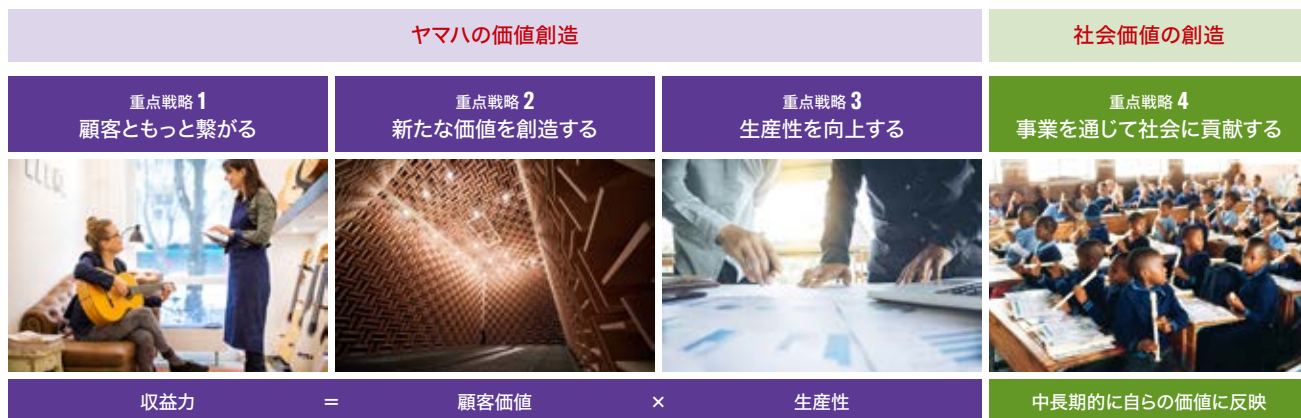 ヤマハの価値創造
社会価値の創造
重点戦略 1
顧客ともっと繋がる
重点戦略 2
新たな価値を創造する
重点戦略 3
生産性を向上する
重点戦略 4
事業を通じて社会に貢献する
収益力 = 顧客価値 × 生産性
中長期的に自らの価値に反映